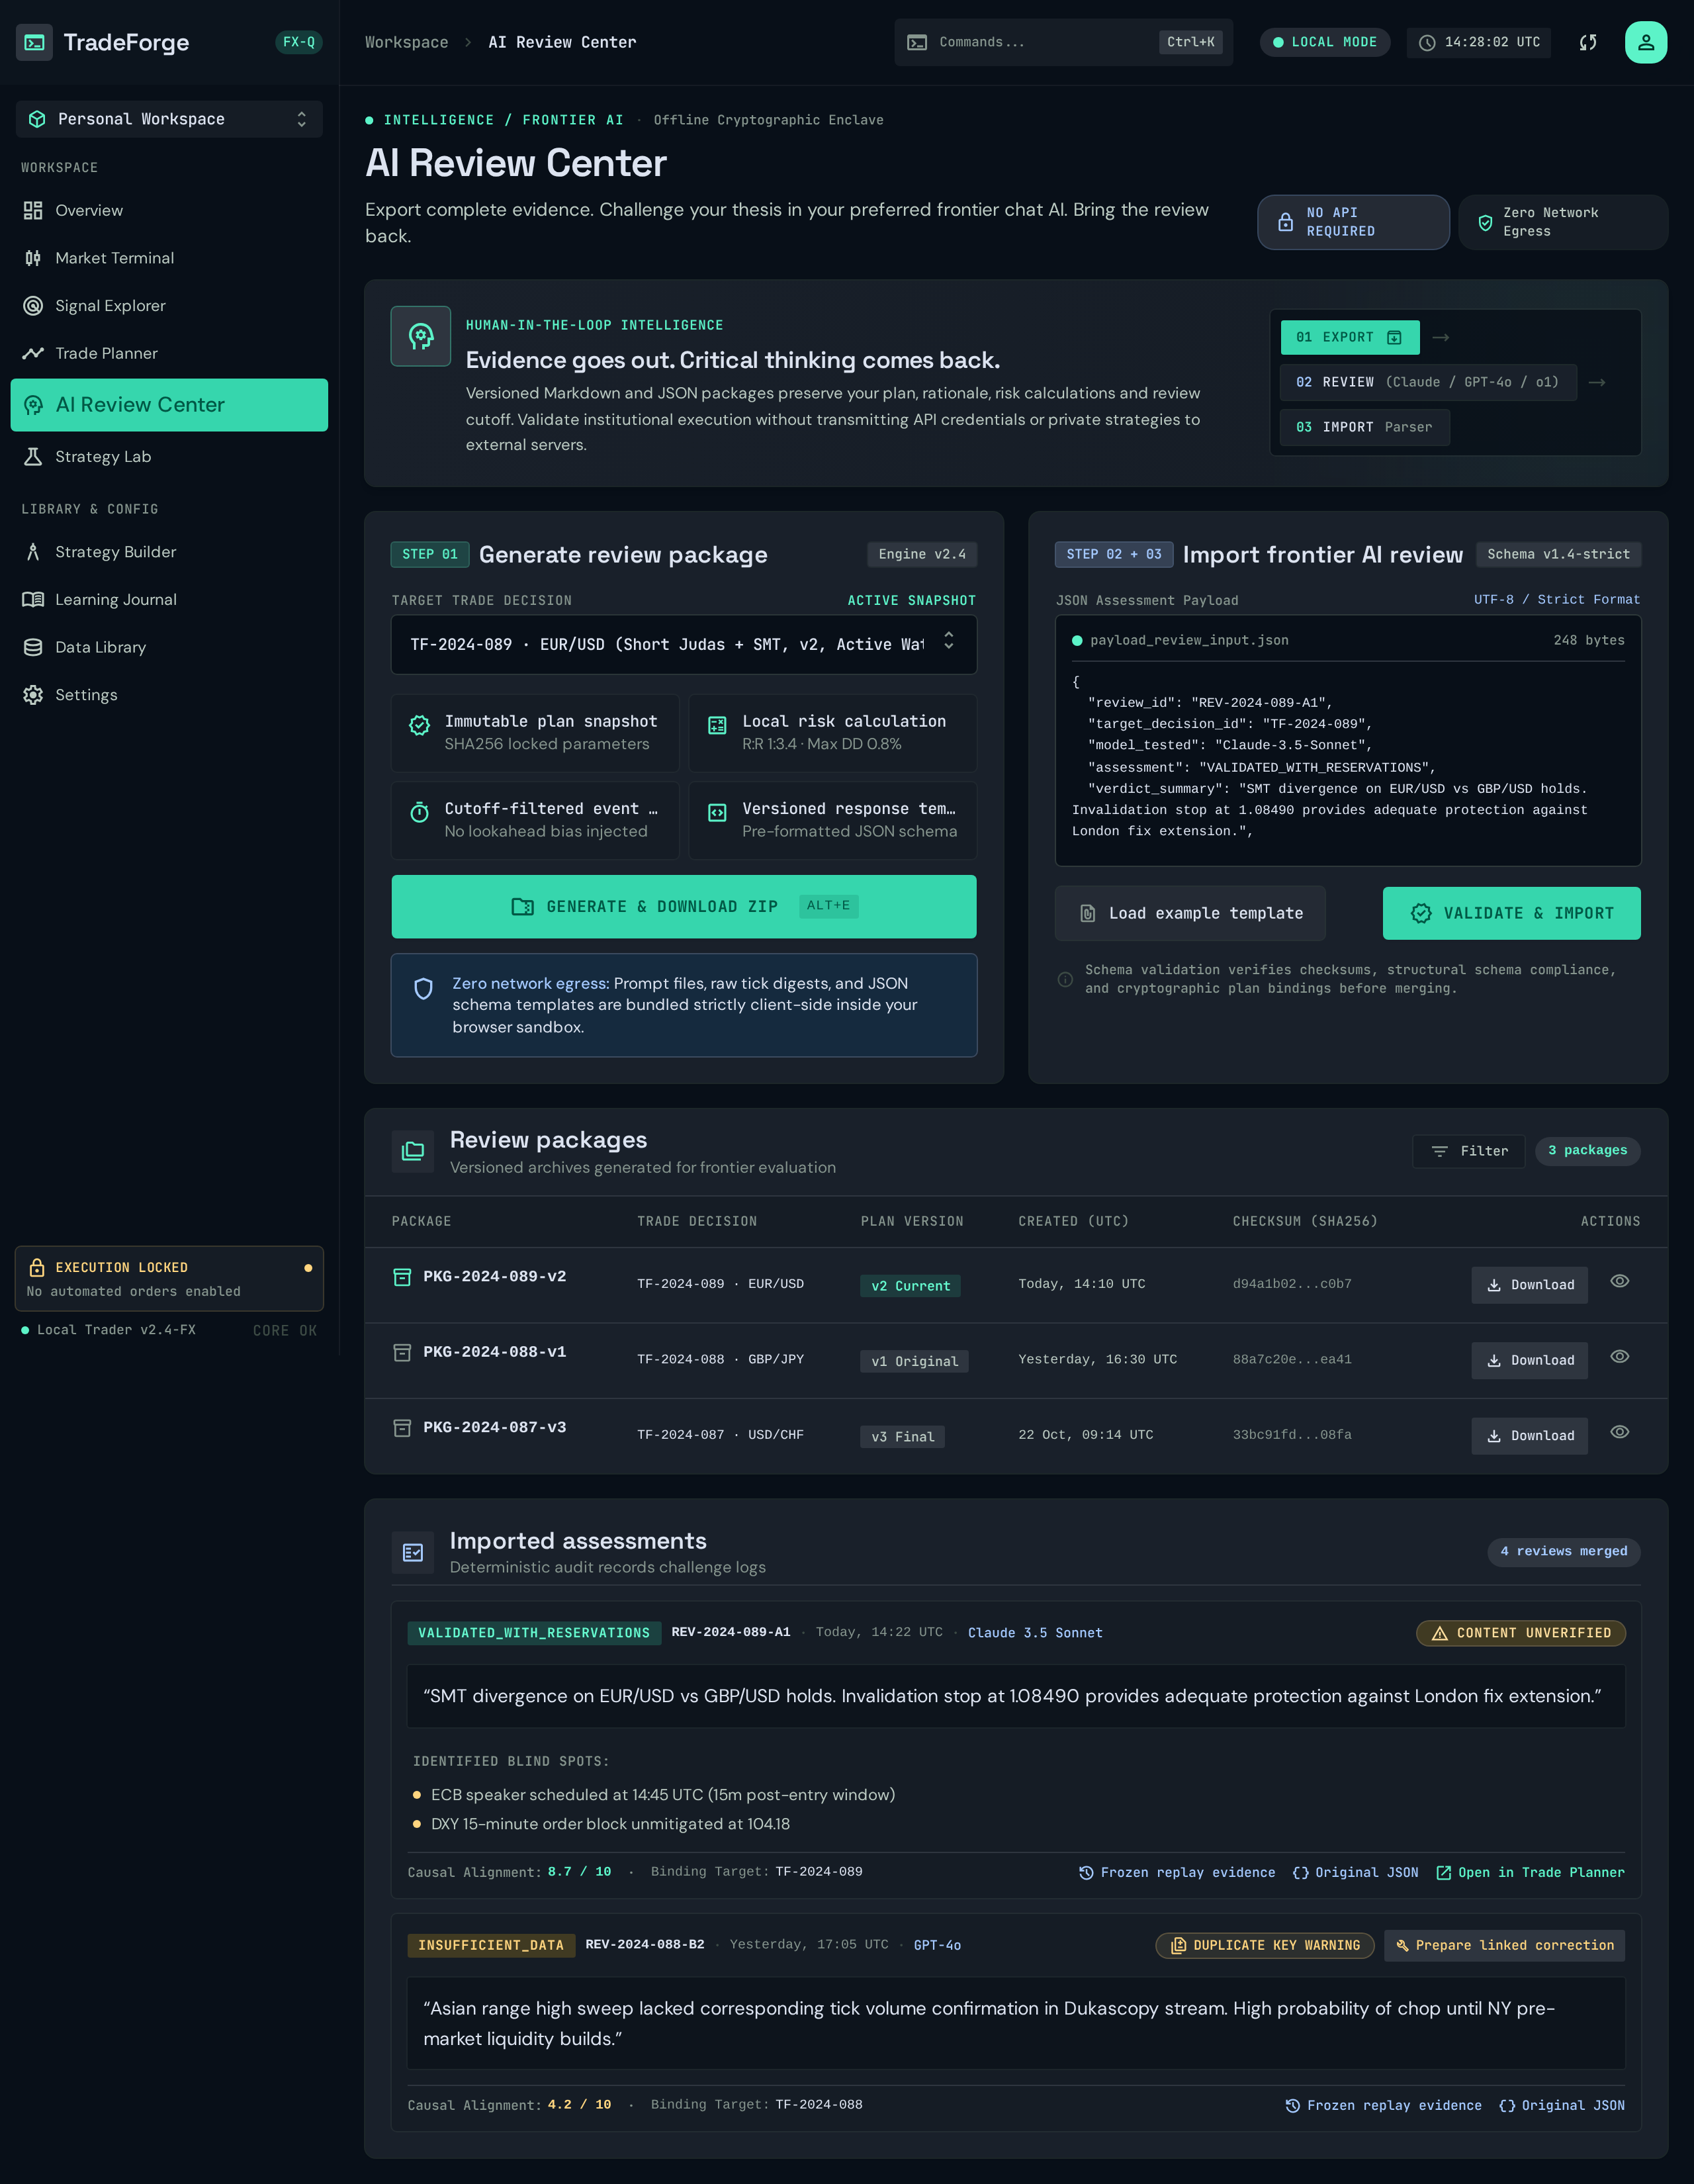 TradeForge
FX-Q
Workspace > AI Review Center
Commands...
Ctrl+K
LOCAL MODE
14:28:02 UTC
Personal Workspace
WORKSPACE
Overview
Market Terminal
Signal Explorer
Trade Planner
AI Review Center
Strategy Lab
LIBRARY & CONFIG
Strategy Builder
Learning Journal
Data Library
Settings
EXECUTION LOCKED
No automated orders enabled
Local Trader v2.4-FX
CORE OK
INTELLIGENCE / FRONTIER AI · Offline Cryptographic Enclave
AI Review Center
Export complete evidence. Challenge your thesis in your preferred frontier chat AI. Bring the review
back.
NO API
REQUIRED
Zero Network
Egress
HUMAN-IN-THE-LOOP INTELLIGENCE
Evidence goes out. Critical thinking comes back.
Versioned Markdown and JSON packages preserve your plan, rationale, risk calculations and review
cutoff. Validate institutional execution without transmitting API credentials or private strategies to
external servers.
01 EXPORT
02 REVIEW (Claude / GPT-4o / o1)
03 IMPORT Parser
STEP 01
Generate review package
Engine v2.4
TARGET TRADE DECISION
ACTIVE SNAPSHOT
TF-2024-089 · EUR/USD (Short Judas + SMT, v2, Active Wat
Immutable plan snapshot
SHA256 locked parameters
Local risk calculation
R:R 1:3.4 · Max DD 0.8%
Cutoff-filtered event …
No lookahead bias injected
Versioned response tem…
Pre-formatted JSON schema
GENERATE & DOWNLOAD ZIP
ALT+E
Zero network egress: Prompt files, raw tick digests, and JSON
schema templates are bundled strictly client-side inside your
browser sandbox.
STEP 02 + 03
Import frontier AI review
Schema v1.4-strict
JSON Assessment Payload
UTF-8 / Strict Format
payload_review_input.json
248 bytes
{
"review_id": "REV-2024-089-A1",
"target_decision_id": "TF-2024-089",
"model_tested": "Claude-3.5-Sonnet",
"assessment": "VALIDATED_WITH_RESERVATIONS",
"verdict_summary": "SMT divergence on EUR/USD vs GBP/USD holds.
Invalidation stop at 1.08490 provides adequate protection against
London fix extension.",
Load example template
VALIDATE & IMPORT
Schema validation verifies checksums, structural schema compliance,
and cryptographic plan bindings before merging.
Review packages
Versioned archives generated for frontier evaluation
Filter
3 packages
PACKAGE
TRADE DECISION
PLAN VERSION
CREATED (UTC)
CHECKSUM (SHA256)
ACTIONS
PKG-2024-089-v2
TF-2024-089 · EUR/USD
v2 Current
Today, 14:10 UTC
d94a1b02...c0b7
Download
PKG-2024-088-v1
TF-2024-088 · GBP/JPY
v1 Original
Yesterday, 16:30 UTC
88a7c20e...ea41
Download
PKG-2024-087-v3
TF-2024-087 · USD/CHF
v3 Final
22 Oct, 09:14 UTC
33bc91fd...08fa
Download
Imported assessments
Deterministic audit records challenge logs
4 reviews merged
VALIDATED_WITH_RESERVATIONS
REV-2024-089-A1 · Today, 14:22 UTC · Claude 3.5 Sonnet
CONTENT UNVERIFIED
“SMT divergence on EUR/USD vs GBP/USD holds. Invalidation stop at 1.08490 provides adequate protection against London fix extension.”
IDENTIFIED BLIND SPOTS:
ECB speaker scheduled at 14:45 UTC (15m post-entry window)
DXY 15-minute order block unmitigated at 104.18
Causal Alignment: 8.7 / 10 · Binding Target: TF-2024-089
Frozen replay evidence
Original JSON
Open in Trade Planner
INSUFFICIENT_DATA
REV-2024-088-B2 · Yesterday, 17:05 UTC · GPT-4o
DUPLICATE KEY WARNING
Prepare linked correction
“Asian range high sweep lacked corresponding tick volume confirmation in Dukascopy stream. High probability of chop until NY pre-
market liquidity builds.”
Causal Alignment: 4.2 / 10 · Binding Target: TF-2024-088
Frozen replay evidence
Original JSON